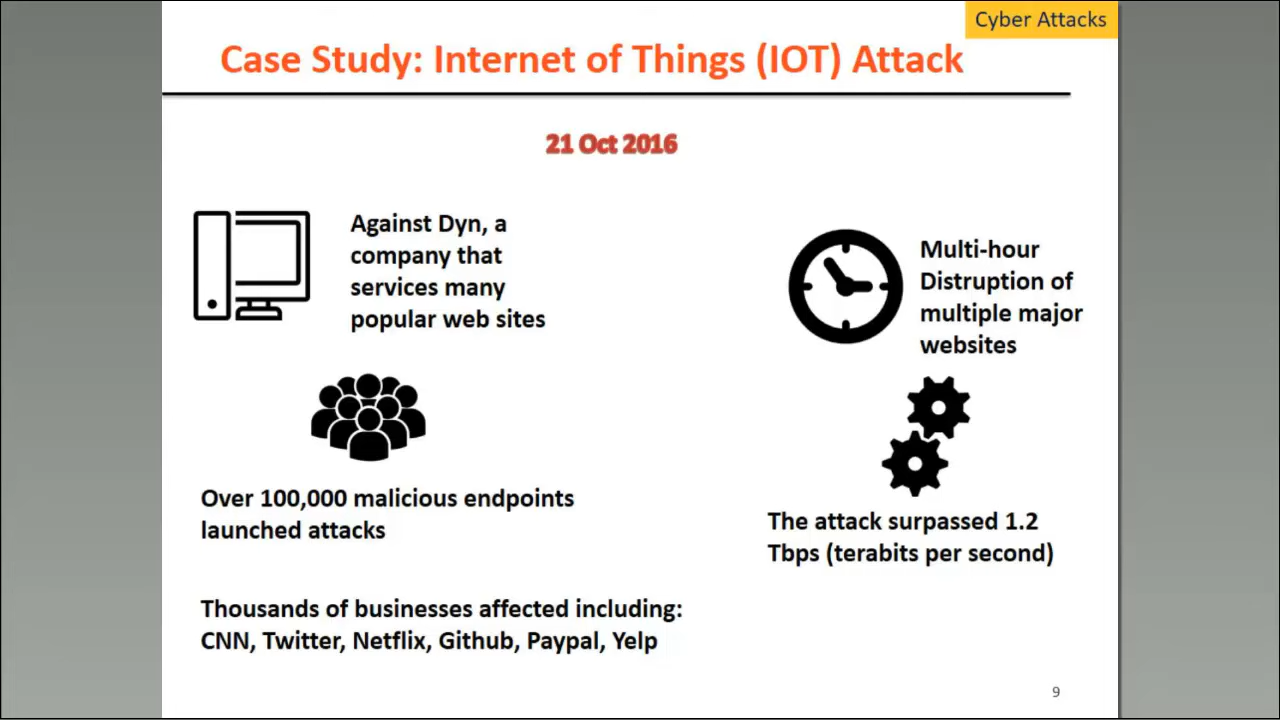 Cyber Attacks
Case Study: Internet of Things (IOT) Attack
21 Oct 2016
Against Dyn, a
company that
services many
popular web sites
Multi-hour
Distruption of
multiple major
websites
Over 100,000 malicious endpoints
launched attacks
The attack surpassed 1.2
Tbps (terabits per second)
Thousands of businesses affected including:
CNN, Twitter, Netflix, Github, Paypal, Yelp
9